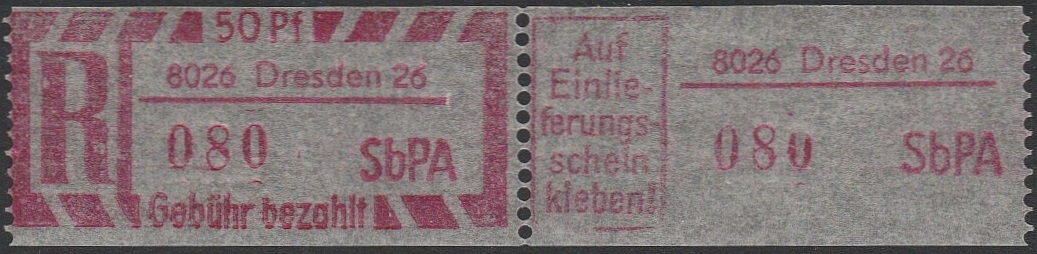 50 Pf
R
8026 Dresden 26
080 SbPA
Gebühr bezahlt
Auf
Einlie-
ferungs-
schein
kleben!
8026 Dresden 26
080 SbPA